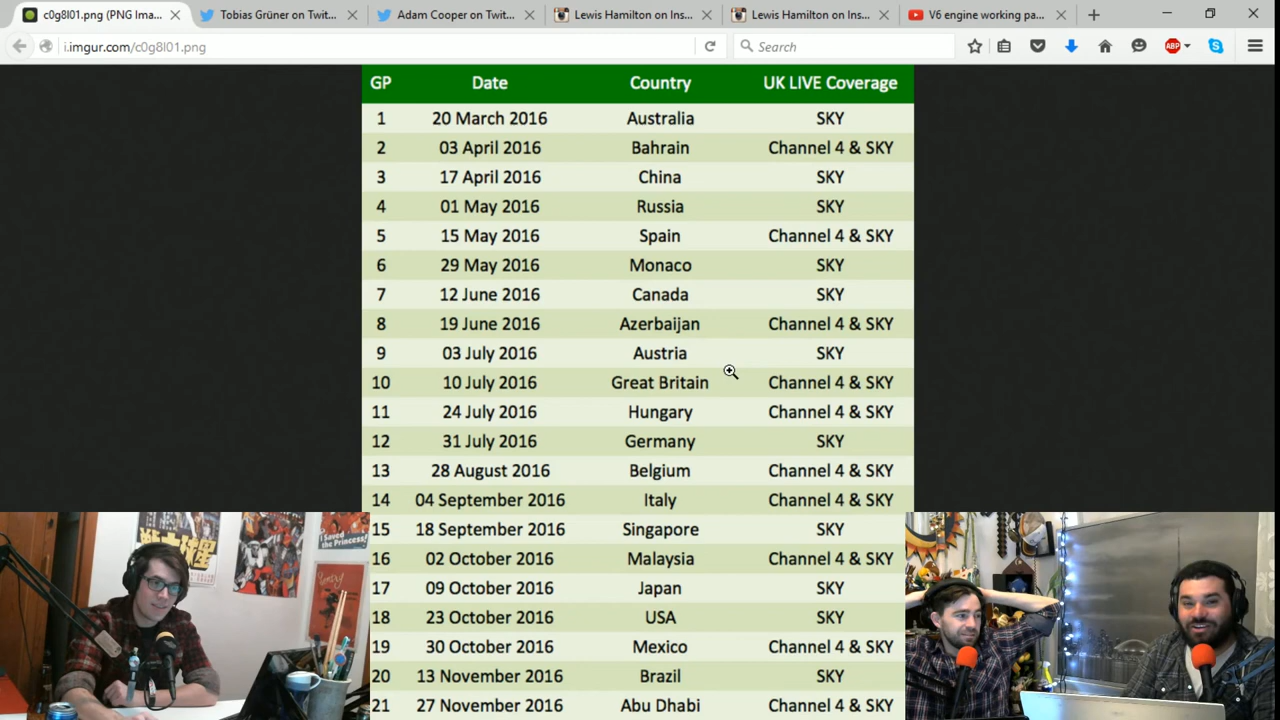 c0g8l01.png (PNG Ima... Tobias Grüner on Twit... Adam Cooper on Twit... Lewis Hamilton on Ins... Lewis Hamilton on Ins... V6 engine working pa...
i.imgur.com/c0g8l01.png Search ABP
GP Date Country UK LIVE Coverage
1 20 March 2016 Australia SKY
2 03 April 2016 Bahrain Channel 4 & SKY
3 17 April 2016 China SKY
4 01 May 2016 Russia SKY
5 15 May 2016 Spain Channel 4 & SKY
6 29 May 2016 Monaco SKY
7 12 June 2016 Canada SKY
8 19 June 2016 Azerbaijan Channel 4 & SKY
9 03 July 2016 Austria SKY
10 10 July 2016 Great Britain Channel 4 & SKY
11 24 July 2016 Hungary Channel 4 & SKY
12 31 July 2016 Germany SKY
13 28 August 2016 Belgium Channel 4 & SKY
14 04 September 2016 Italy Channel 4 & SKY
15 18 September 2016 Singapore SKY
16 02 October 2016 Malaysia Channel 4 & SKY
17 09 October 2016 Japan SKY
18 23 October 2016 USA SKY
19 30 October 2016 Mexico Channel 4 & SKY
20 13 November 2016 Brazil SKY
21 27 November 2016 Abu Dhabi Channel 4 & SKY
I Saved
the Princess!